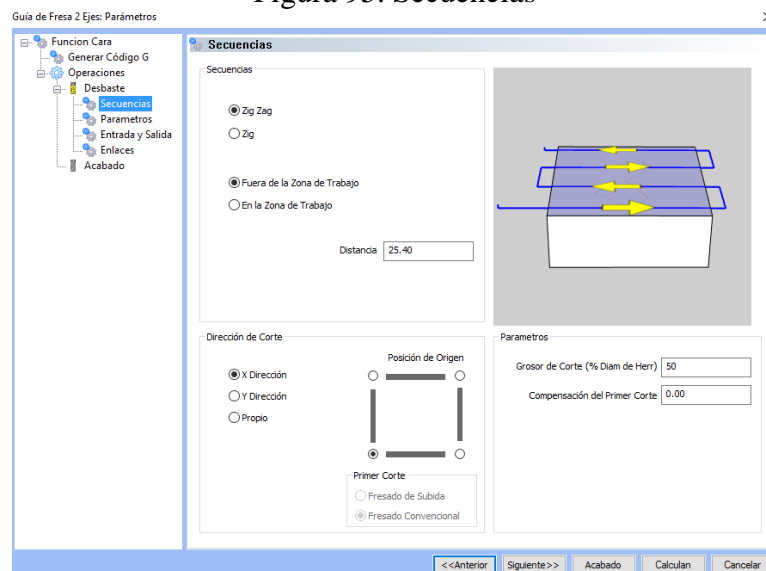 Figura 95. Secuencias
Guía de Fresa 2 Ejes: Parámetros
Funcion Cara
Generar Código G
Operaciones
Desbaste
Secuencias
Parametros
Entrada y Salida
Enlaces
Acabado
Secuencias
Secuencias
Zig Zag
Zig
Fuera de la Zona de Trabajo
En la Zona de Trabajo
Distancia 25.40
Dirección de Corte
X Dirección
Y Dirección
Propio
Posición de Origen
Primer Corte
Fresado de Subida
Fresado Convencional
Parametros
Grosor de Corte (% Diam de Herr) 50
Compensación del Primer Corte 0.00
<<Anterior Siguiente>> Acabado Calculan Cancelar